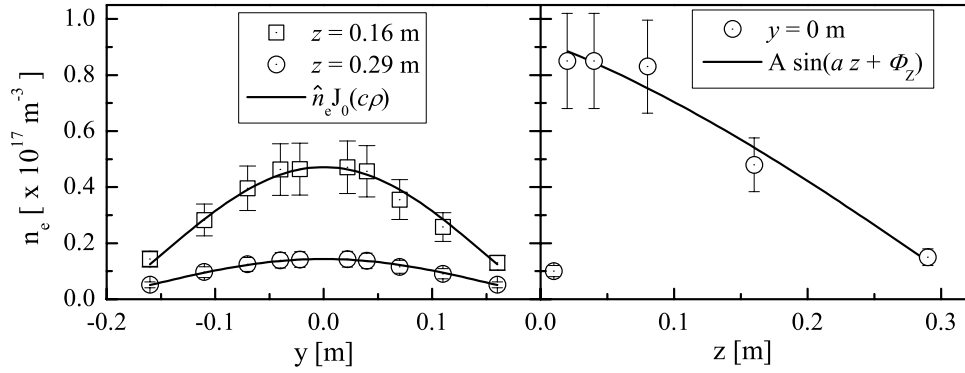 n_e [ x 10^17 m^-3 ]
1.0
0.8
0.6
0.4
0.2
0.0
z = 0.16 m
z = 0.29 m
n̂_e J_0(cρ)
-0.2 -0.1 0.0 0.1
y [m]
y = 0 m
A sin(a z + Φ_Z)
0.0 0.1 0.2 0.3
z [m]